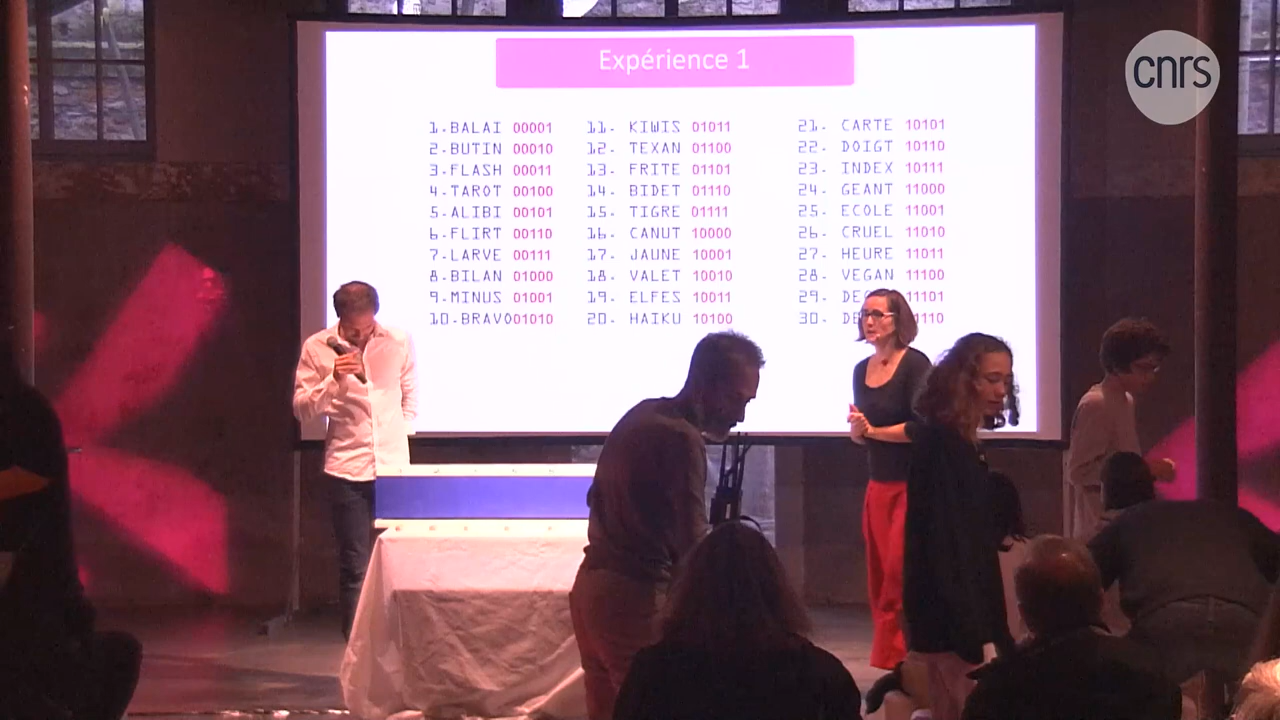 Expérience 1
cnrs
1.BALAI 00001
2.BUTIN 00010
3.FLASH 00011
4.TAROT 00100
5.ALIBI 00101
6.FLIRT 00110
7.LARVE 00111
8.BILAN 01000
9.MINUS 01001
10.BRAVO01010
11. KIWIS 01011
12. TEXAN 01100
13. FRITE 01101
14. BIDET 01110
15. TIGRE 01111
16. CANUT 10000
17. JAUNE 10001
18. VALET 10010
19. ELFES 10011
20. HAIKU 10100
21. CARTE 10101
22. DOIGT 10110
23. INDEX 10111
24. GEANT 11000
25. ECOLE 11001
26. CRUEL 11010
27. HEURE 11011
28. VEGAN 11100
29. 11101
30.